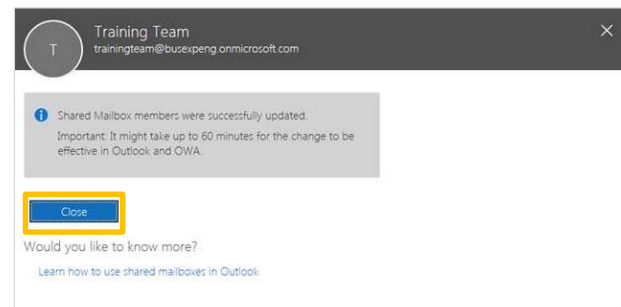 Training Team
T
trainingteam@busexpeng.onmicrosoft.com
Shared Mailbox members were successfully updated.
Important: It might take up to 60 minutes for the change to be
effective in Outlook and OWA.
Close
Would you like to know more?
Learn how to use shared mailboxes in Outlook